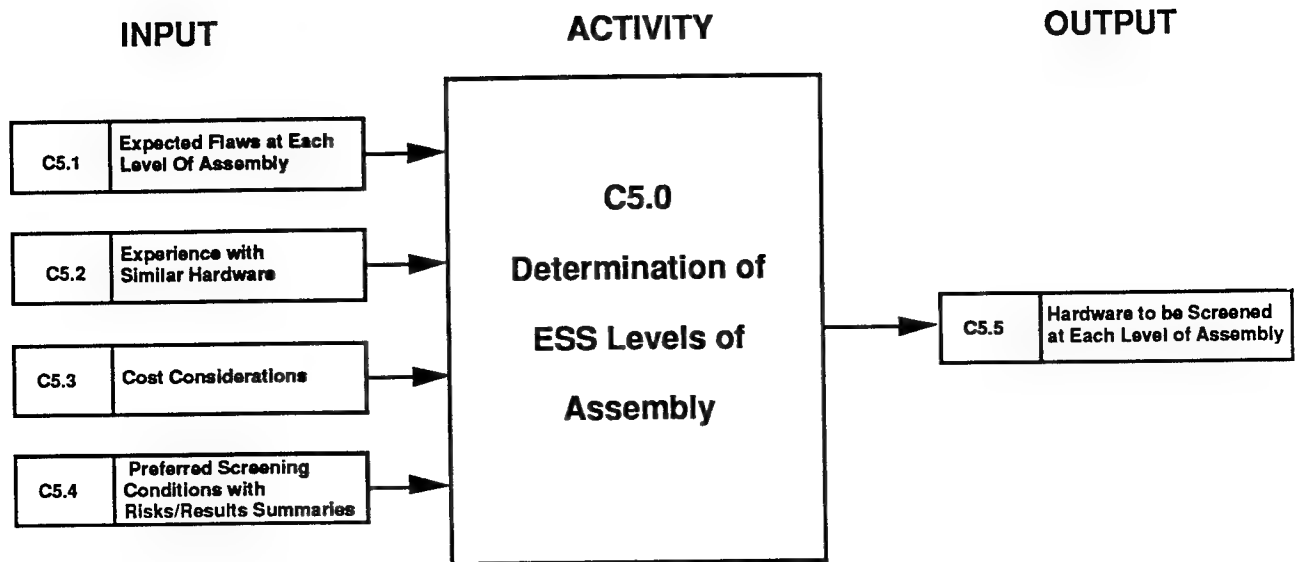 INPUT
ACTIVITY
OUTPUT
C5.1
Expected Flaws at Each
Level Of Assembly
C5.2
Experience with
Similar Hardware
C5.3
Cost Considerations
C5.4
Preferred Screening
Conditions with
Risks/Results Summaries
C5.0
Determination of
ESS Levels of
Assembly
C5.5
Hardware to be Screened
at Each Level of Assembly